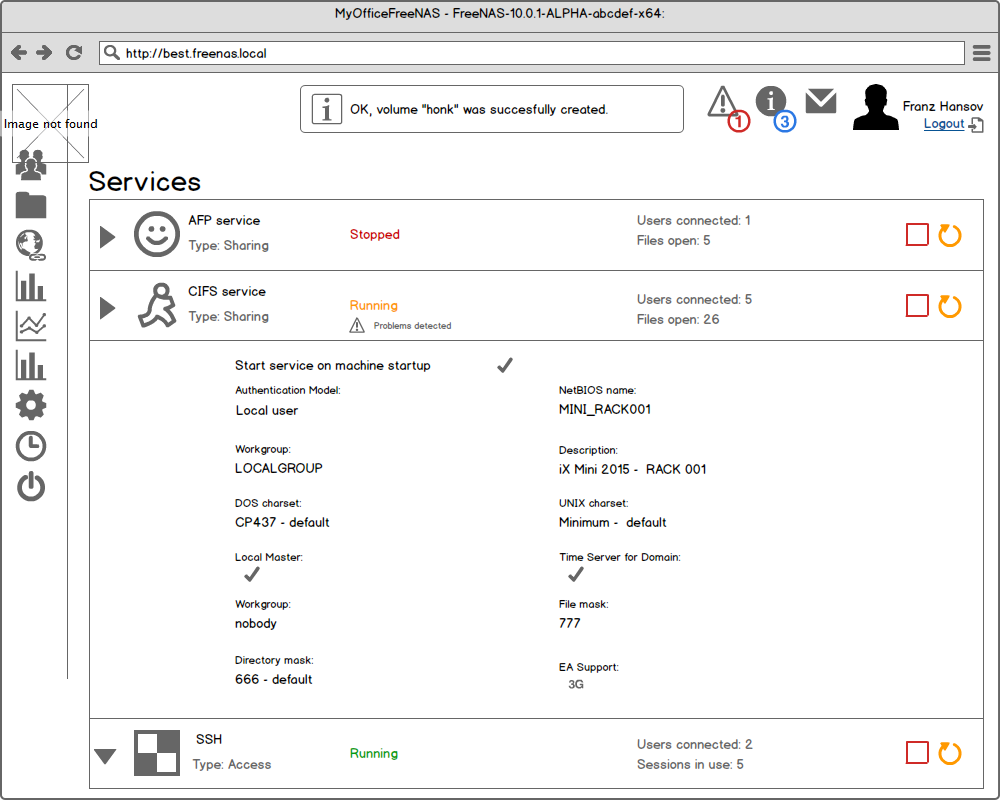 MyOfficeFreeNAS - FreeNAS-10.0.1-ALPHA-abcdef-x64:
http://best.freenas.local
Image not found
OK, volume "honk" was succesfully created.
1
3
Franz Hansov
Logout
Services
AFP service
Type: Sharing
Stopped
Users connected: 1
Files open: 5
CIFS service
Type: Sharing
Running
Problems detected
Users connected: 5
Files open: 26
Start service on machine startup
Authentication Model:
Local user
NetBIOS name:
MINI_RACK001
Workgroup:
LOCALGROUP
Description:
iX Mini 2015 - RACK 001
DOS charset:
CP437 - default
UNIX charset:
Minimum - default
Local Master:
Time Server for Domain:
Workgroup:
nobody
File mask:
777
Directory mask:
666 - default
EA Support:
3G
SSH
Type: Access
Running
Users connected: 2
Sessions in use: 5